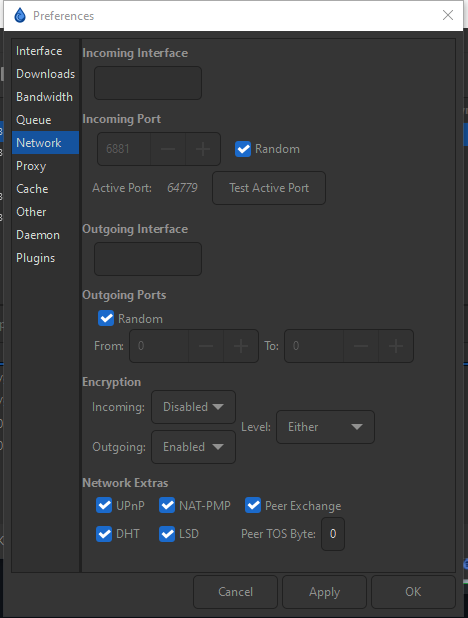 Preferences
Interface
Downloads
Bandwidth
Queue
Network
Proxy
Cache
Other
Daemon
Plugins
Incoming Interface
Incoming Port
6881 Random
Active Port: 64779 Test Active Port
Outgoing Interface
Outgoing Ports
Random
From: 0 To: 0
Encryption
Incoming: Disabled
Level: Either
Outgoing: Enabled
Network Extras
UPnP NAT-PMP Peer Exchange
DHT LSD Peer TOS Byte: 0
Cancel Apply OK